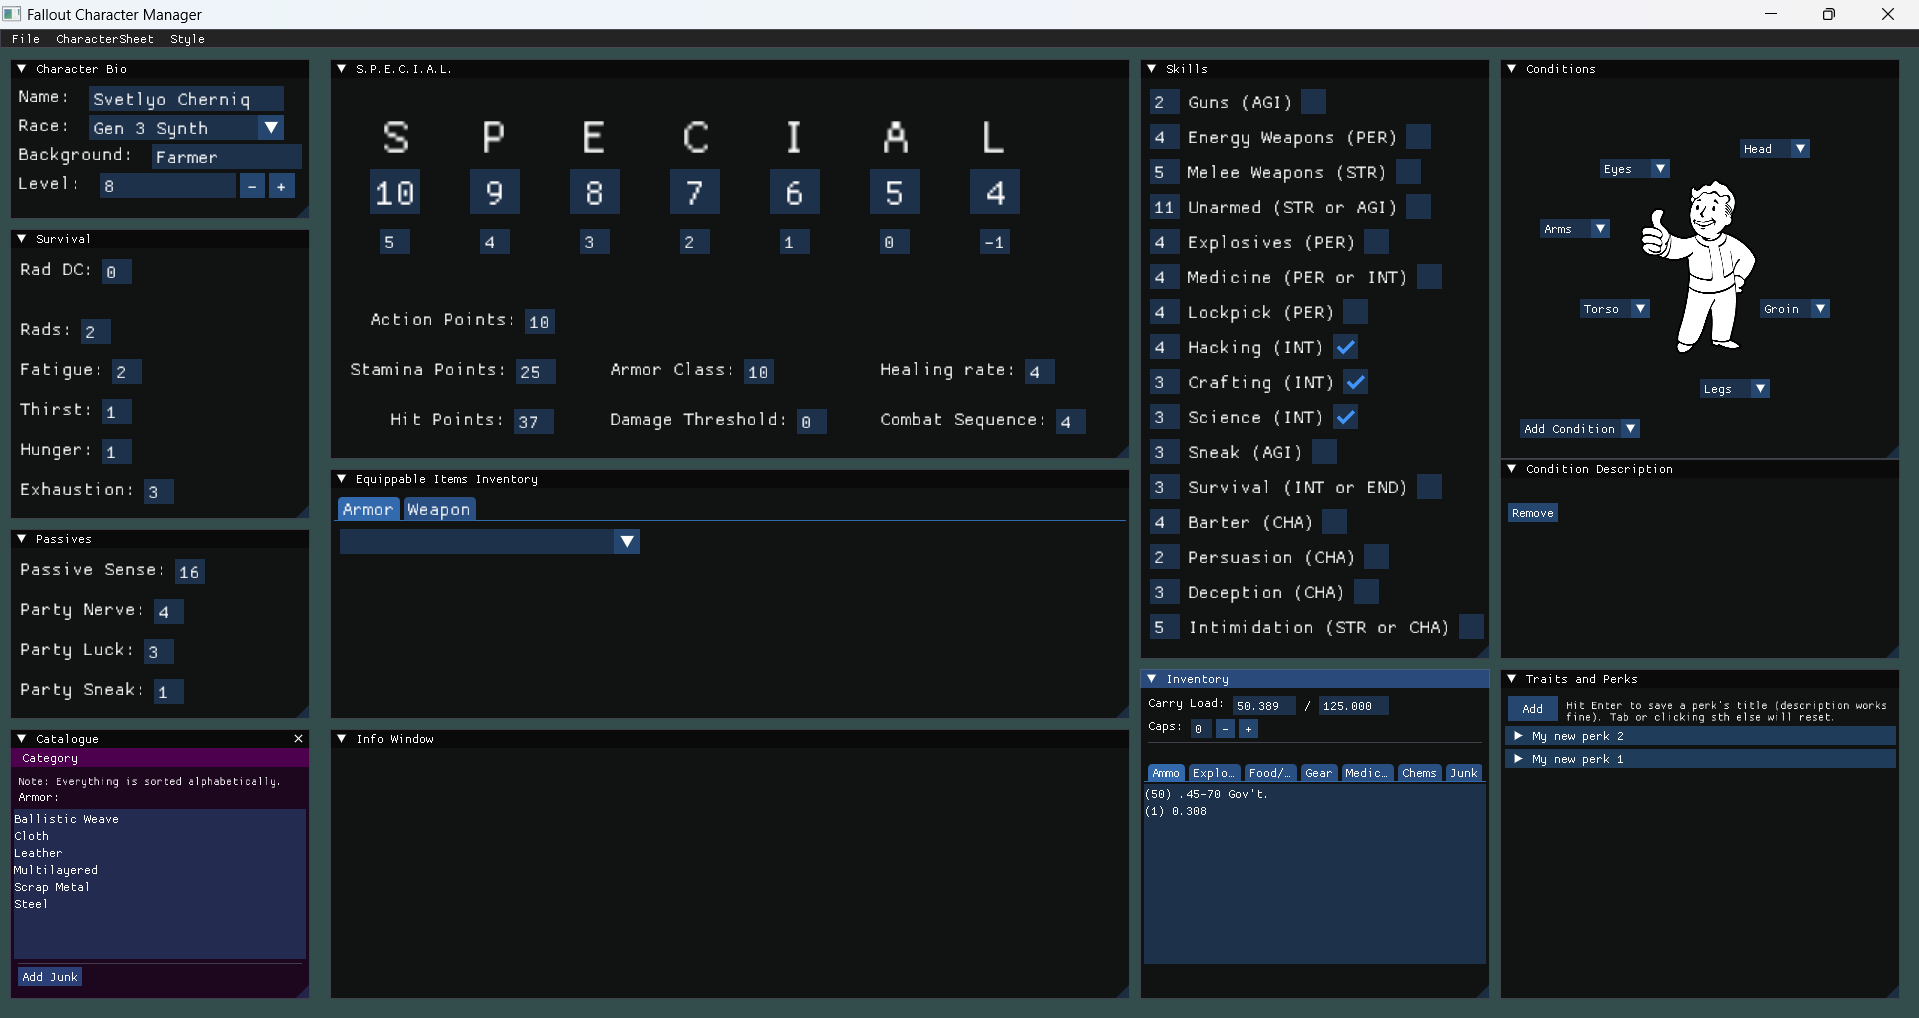 Fallout Character Manager
File CharacterSheet Style
Character Bio
Name: Svetlyo Cherniq
Race: Gen 3 Synth
Background: Farmer
Level: 8 - +
Survival
Rad DC: 0
Rads: 2
Fatigue: 2
Thirst: 1
Hunger: 1
Exhaustion: 3
Passives
Passive Sense: 16
Party Nerve: 4
Party Luck: 3
Party Sneak: 1
Catalogue
Category
Note: Everything is sorted alphabetically.
Armor:
Ballistic Weave
Cloth
Leather
Multilayered
Scrap Metal
Steel
Add Junk
S.P.E.C.I.A.L.
S P E C I A L
10 9 8 7 6 5 4
5 4 3 2 1 0 -1
Action Points: 10
Stamina Points: 25 Armor Class: 10 Healing rate: 4
Hit Points: 37 Damage Threshold: 0 Combat Sequence: 4
Equippable Items Inventory
Armor Weapon
Info Window
Skills
2 Guns (AGI)
4 Energy Weapons (PER)
5 Melee Weapons (STR)
11 Unarmed (STR or AGI)
4 Explosives (PER)
4 Medicine (PER or INT)
4 Lockpick (PER)
4 Hacking (INT)
3 Crafting (INT)
3 Science (INT)
3 Sneak (AGI)
3 Survival (INT or END)
4 Barter (CHA)
2 Persuasion (CHA)
3 Deception (CHA)
5 Intimidation (STR or CHA)
Inventory
Carry Load: 50.389 / 125.000
Caps: 0 - +
Ammo Explo... Food/... Gear Medic... Chems Junk
(50) .45-70 Gov't.
(1) 0.308
Conditions
Head
Eyes
Arms
Torso Groin
Legs
Add Condition
Condition Description
Remove
Traits and Perks
Add Hit Enter to save a perk's title (description works
fine). Tab or clicking sth else will reset.
My new perk 2
My new perk 1